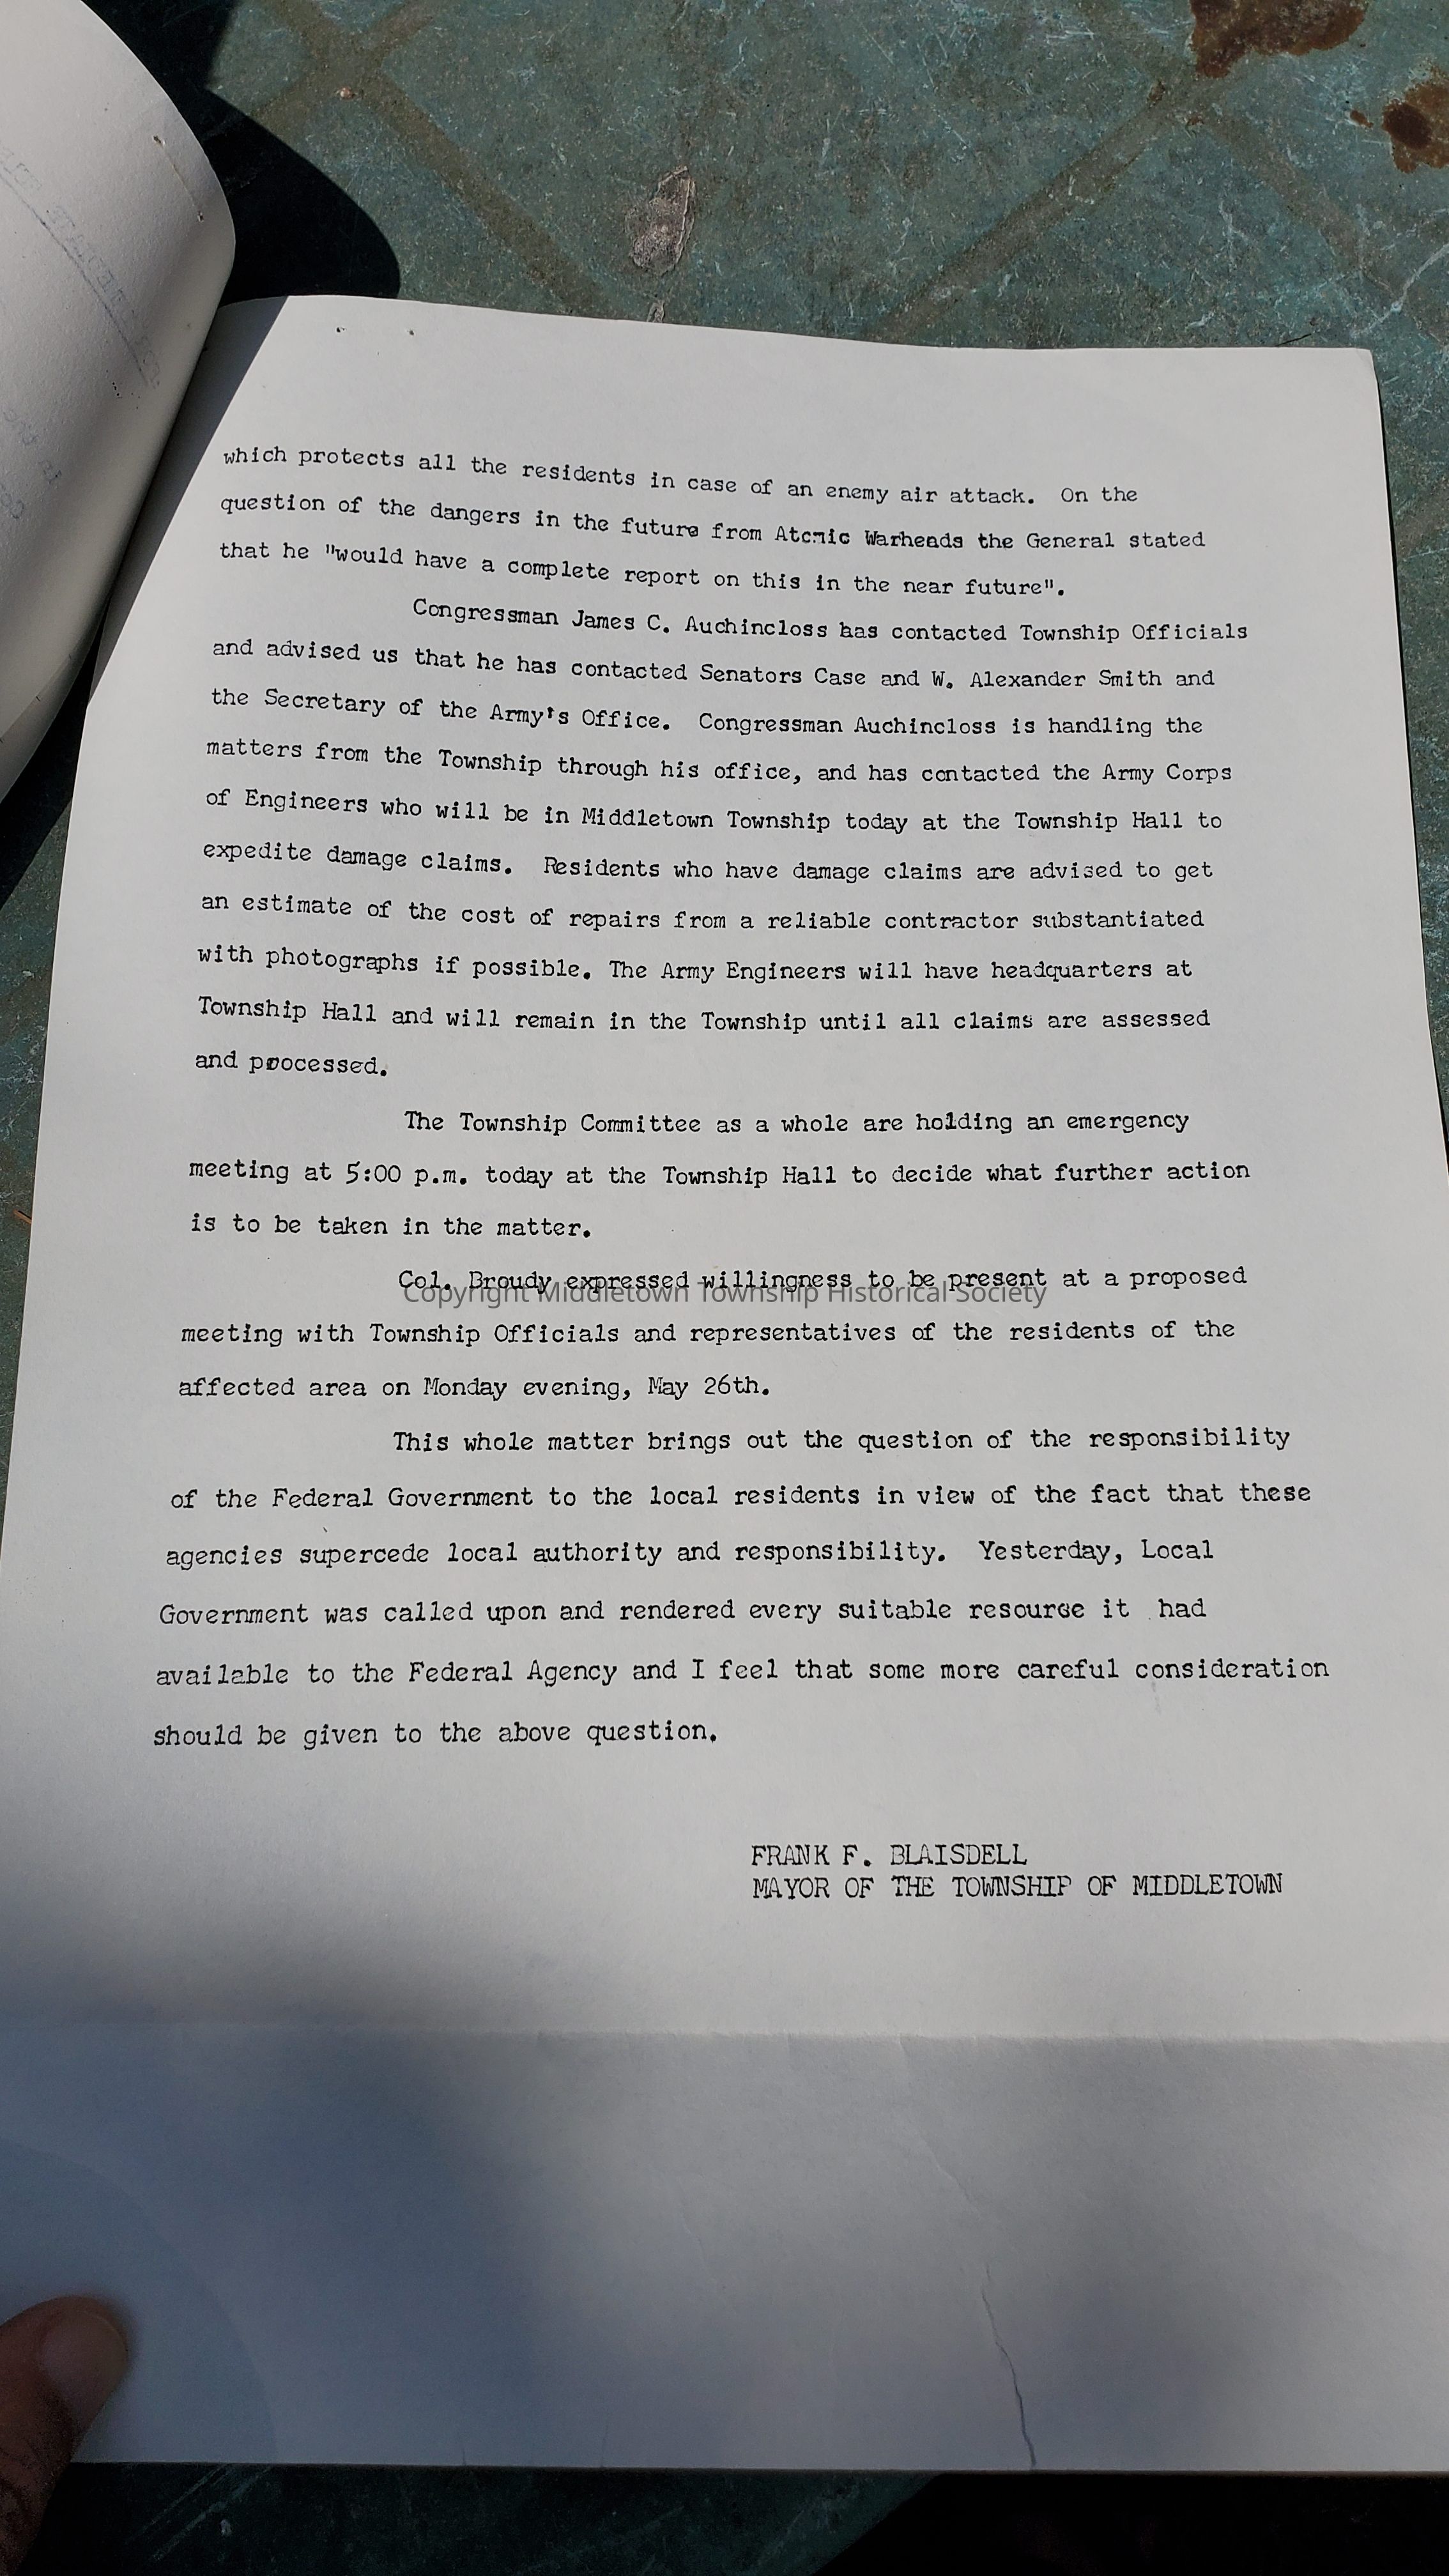 which protects all the residents in case of an enemy air attack. On the
question of the dangers in the future from Atomic Warheads the General stated
that he "would have a complete report on this in the near future".
Congressman James C. Auchincloss has contacted Township Officials
and advised us that he has contacted Senators Case and W. Alexander Smith and
the Secretary of the Army's Office. Congressman Auchincloss is handling the
matters from the Township through his office, and has contacted the Army Corps
of Engineers who will be in Middletown Township today at the Township Hall to
expedite damage claims. Residents who have damage claims are advised to get
an estimate of the cost of repairs from a reliable contractor substantiated
with photographs if possible. The Army Engineers will have headquarters at
Township Hall and will remain in the Township until all claims are assessed
and processed.
The Township Committee as a whole are holding an emergency
meeting at 5:00 p.m. today at the Township Hall to decide what further action
is to be taken in the matter.
Col. Broudy expressed willingness to be present at a proposed
Copyright Middletown Township Historical Society
meeting with Township Officials and representatives of the residents of the
affected area on Monday evening, May 26th.
This whole matter brings out the question of the responsibility
of the Federal Government to the local residents in view of the fact that these
agencies supercede local authority and responsibility. Yesterday, Local
Government was called upon and rendered every suitable resource it had
available to the Federal Agency and I feel that some more careful consideration
should be given to the above question.
FRANK F. BLAISDELL
MAYOR OF THE TOWNSHIP OF MIDDLETOWN